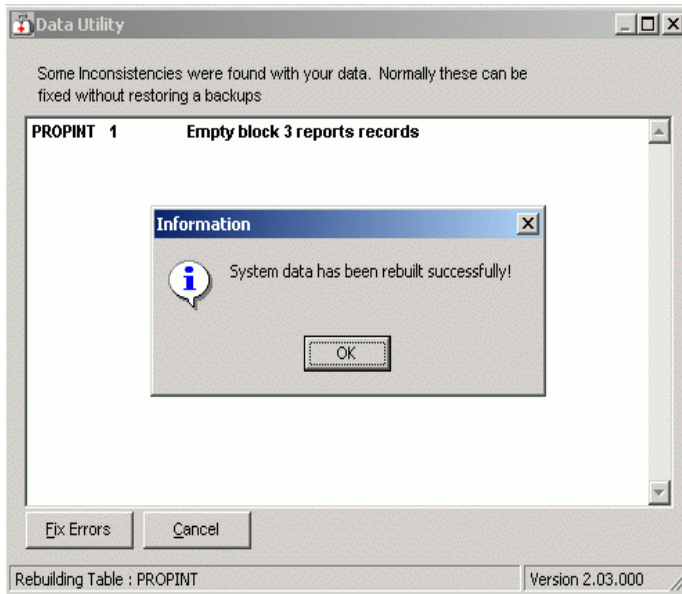 Data Utility
Some Inconsistencies were found with your data. Normally these can be
fixed without restoring a backups
PROPINT 1 Empty block 3 reports records
Information
System data has been rebuilt successfully!
OK
Fix Errors
Cancel
Rebuilding Table : PROPINT
Version 2.03.000